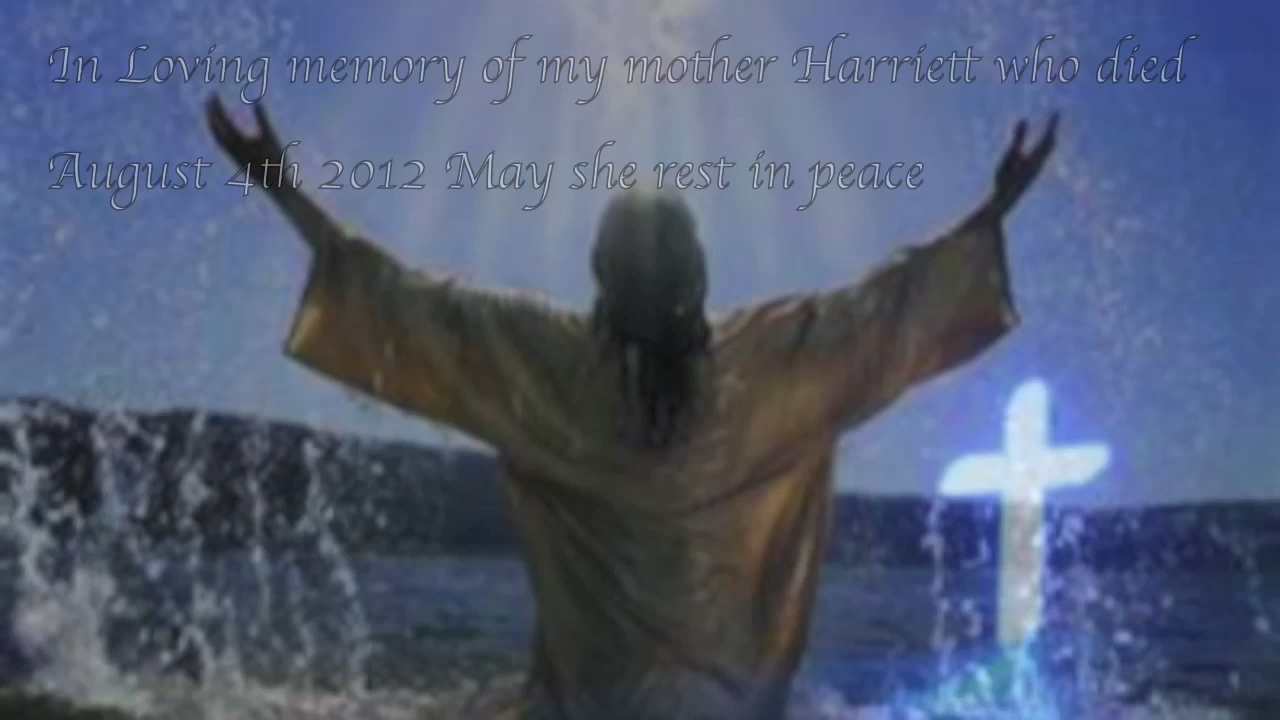 In Loving memory of my mother Harriett who died
August 4th 2012 May she rest in peace